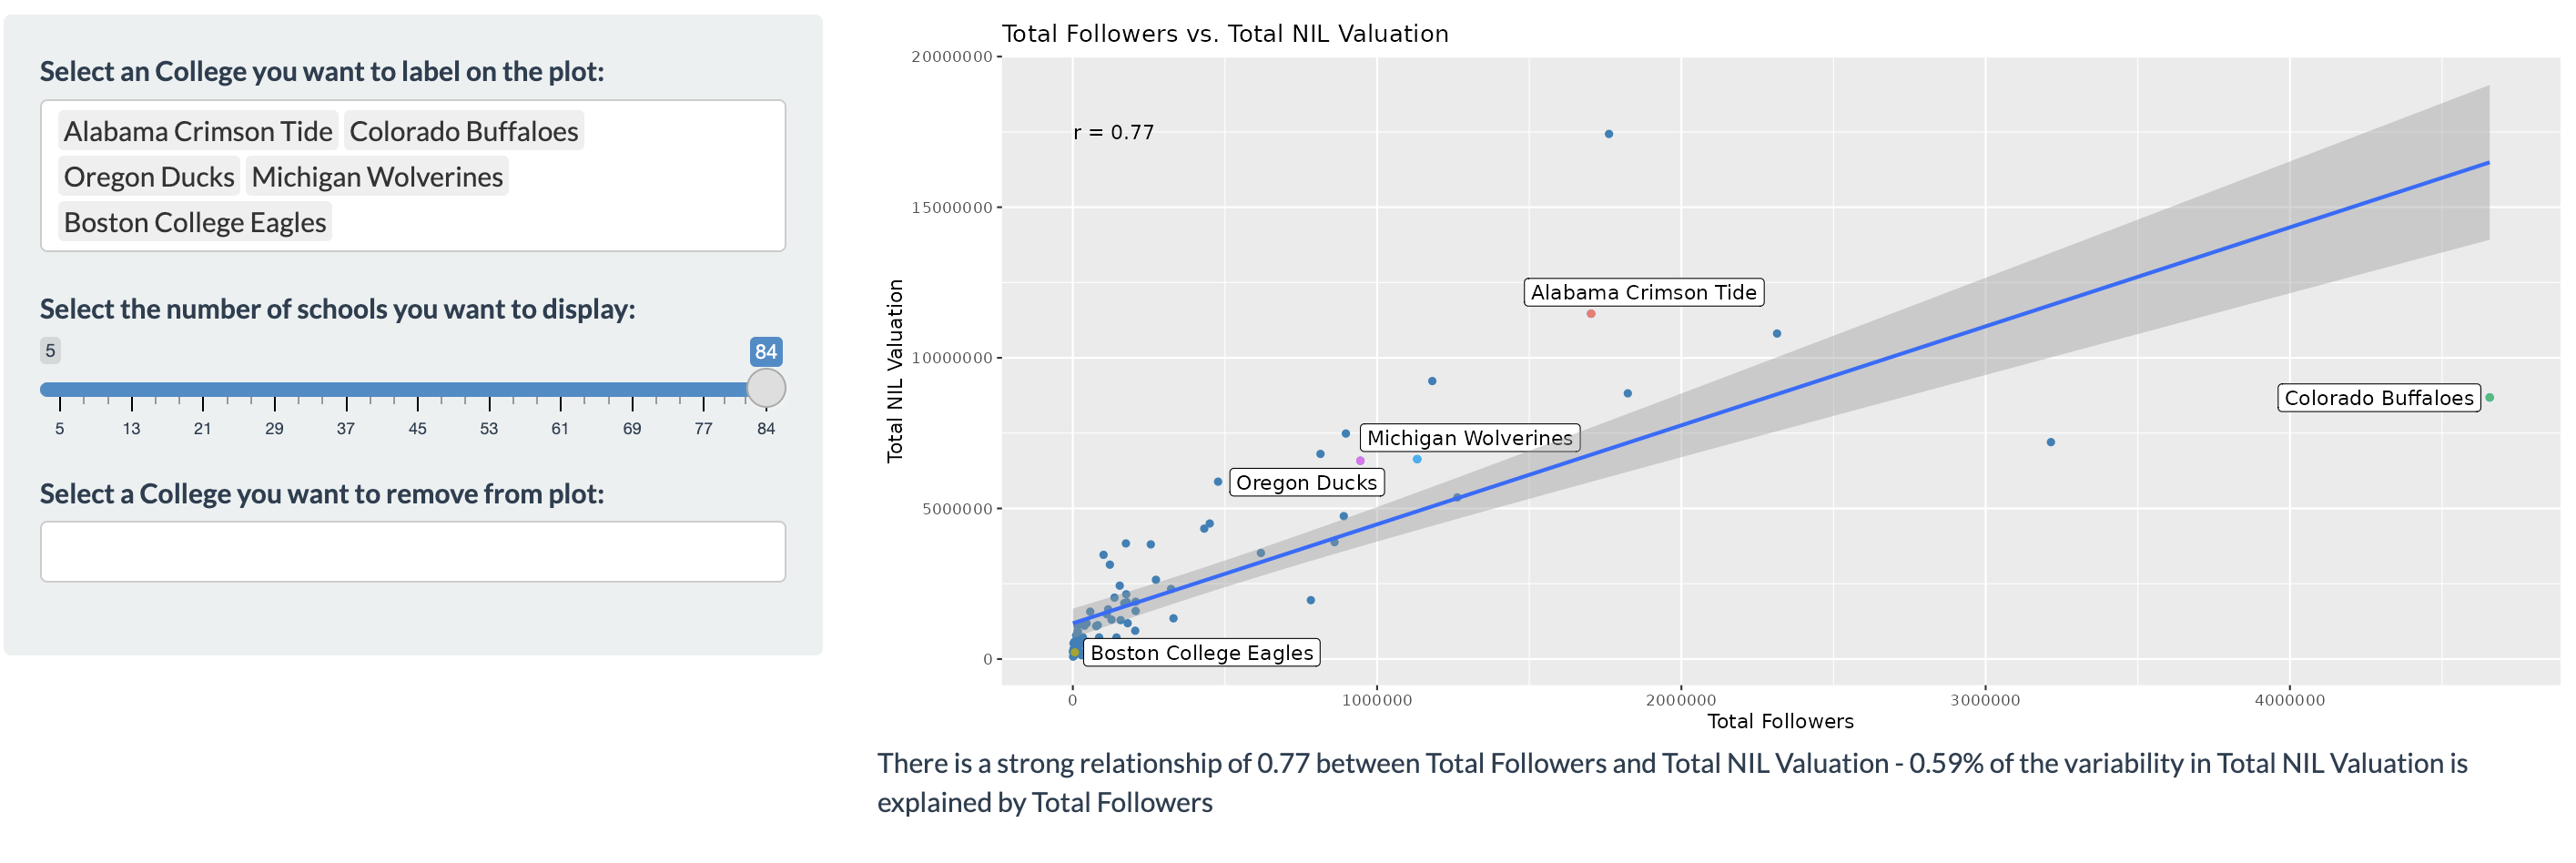 Select an College you want to label on the plot:
Alabama Crimson Tide Colorado Buffaloes
Oregon Ducks Michigan Wolverines
Boston College Eagles
Select the number of schools you want to display:
5 84
5 13 21 29 37 45 53 61 69 77 84
Select a College you want to remove from plot:
Total Followers vs. Total NIL Valuation
20000000
r = 0.77
15000000
Alabama Crimson Tide
Total NIL Valuation
10000000
Colorado Buffaloes
Michigan Wolverines
Oregon Ducks
5000000
Boston College Eagles
0
0 1000000 2000000 3000000 4000000
Total Followers
There is a strong relationship of 0.77 between Total Followers and Total NIL Valuation - 0.59% of the variability in Total NIL Valuation is
explained by Total Followers